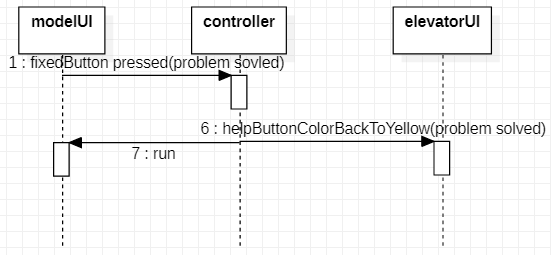 modelUI
controller
elevatorUI
1 : fixedButton pressed(problem sovled)
6 : helpButtonColorBackToYellow(problem solved)
7 : run